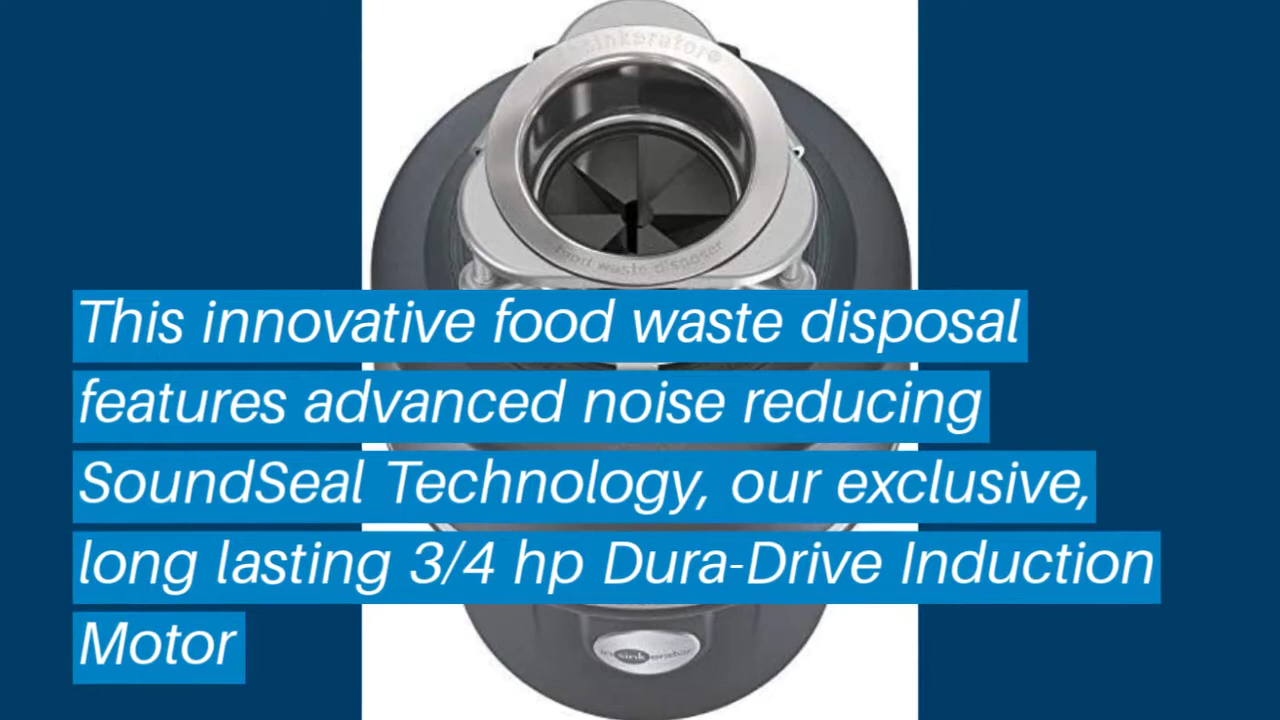 insinkerator®
food waste disposer
This innovative food waste disposal
features advanced noise reducing
SoundSeal Technology, our exclusive,
long lasting 3/4 hp Dura-Drive Induction
Motor
insinkerator